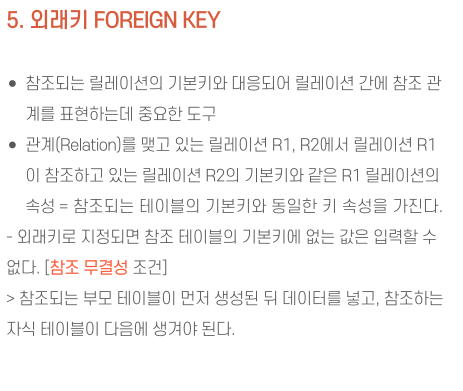 5. 외래키 FOREIGN KEY
● 참조되는 릴레이션의 기본키와 대응되어 릴레이션 간에 참조 관
계를 표현하는데 중요한 도구
● 관계(Relation)를 맺고 있는 릴레이션 R1, R2에서 릴레이션 R1
이 참조하고 있는 릴레이션 R2의 기본키와 같은 R1 릴레이션의
속성 = 참조되는 테이블의 기본키와 동일한 키 속성을 가진다.
- 외래키로 지정되면 참조 테이블의 기본키에 없는 값은 입력할 수
없다. [참조 무결성 조건]
> 참조되는 부모 테이블이 먼저 생성된 뒤 데이터를 넣고, 참조하는
자식 테이블이 다음에 생겨야 된다.